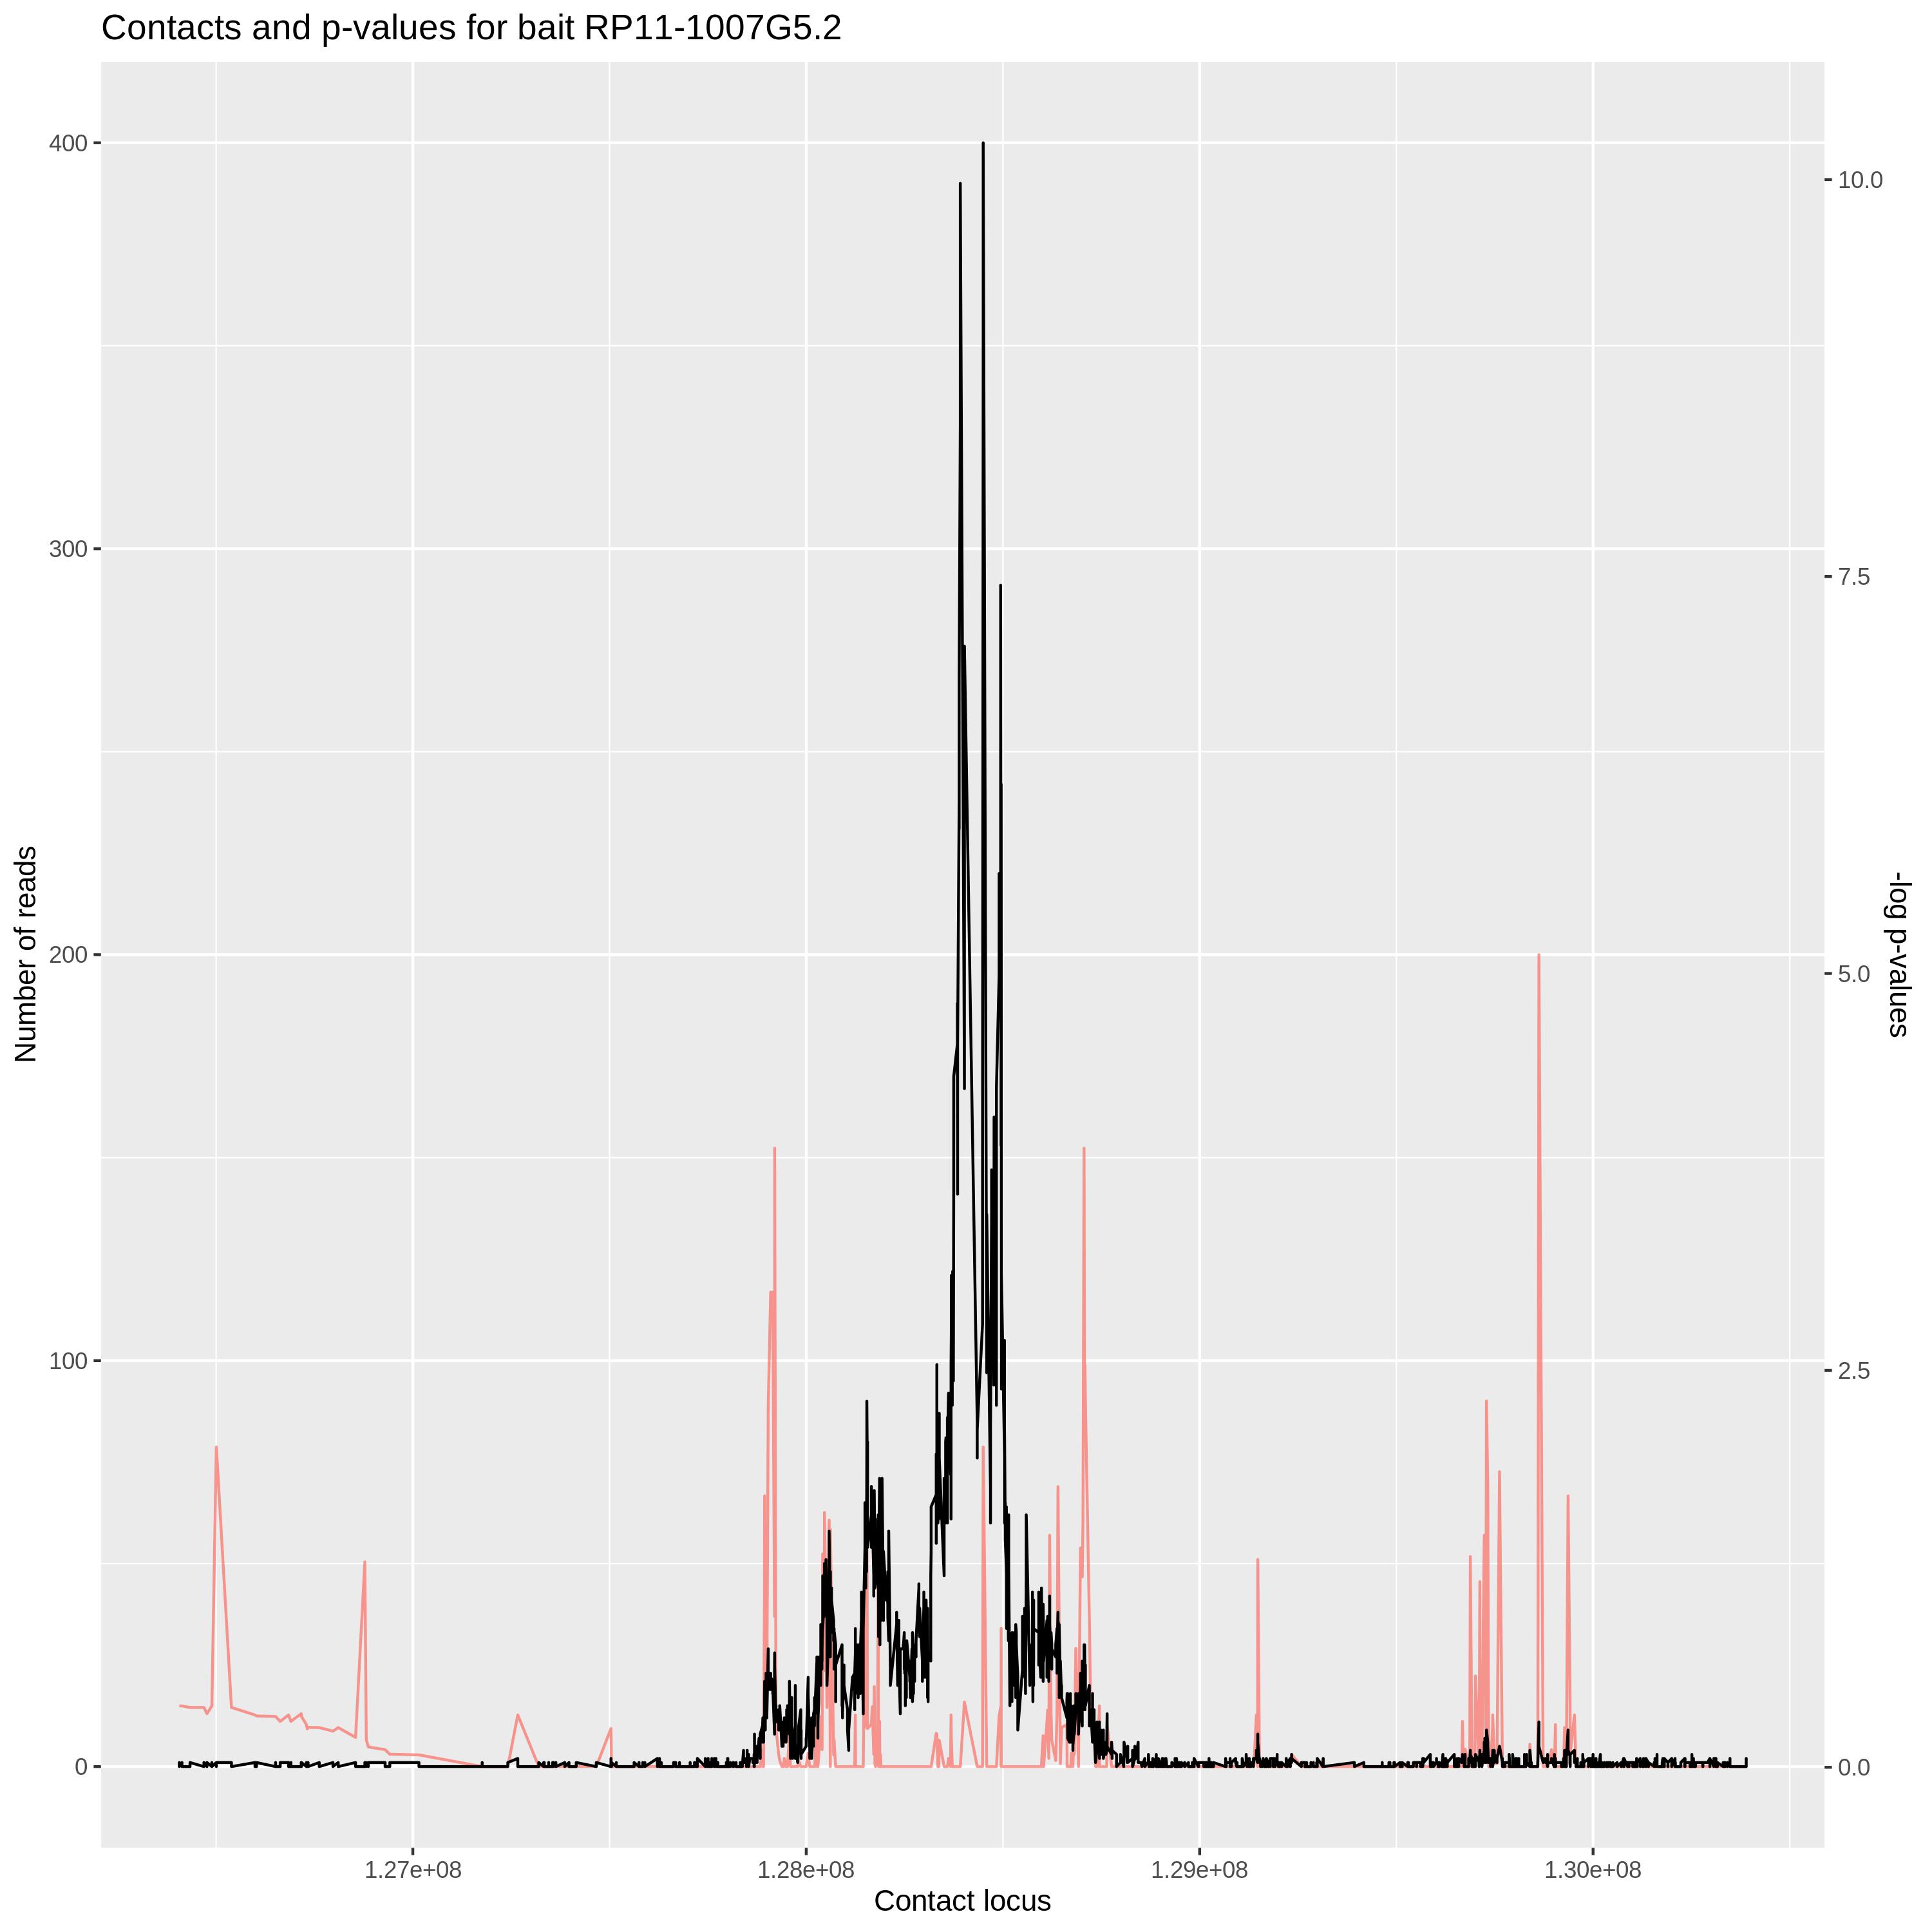 Contacts and p-values for bait RP11-1007G5.2
400
300
200
100
0
Number of reads
10.0
7.5
5.0
2.5
0.0
-log p-values
1.27e+08
1.28e+08
1.29e+08
1.30e+08
Contact locus